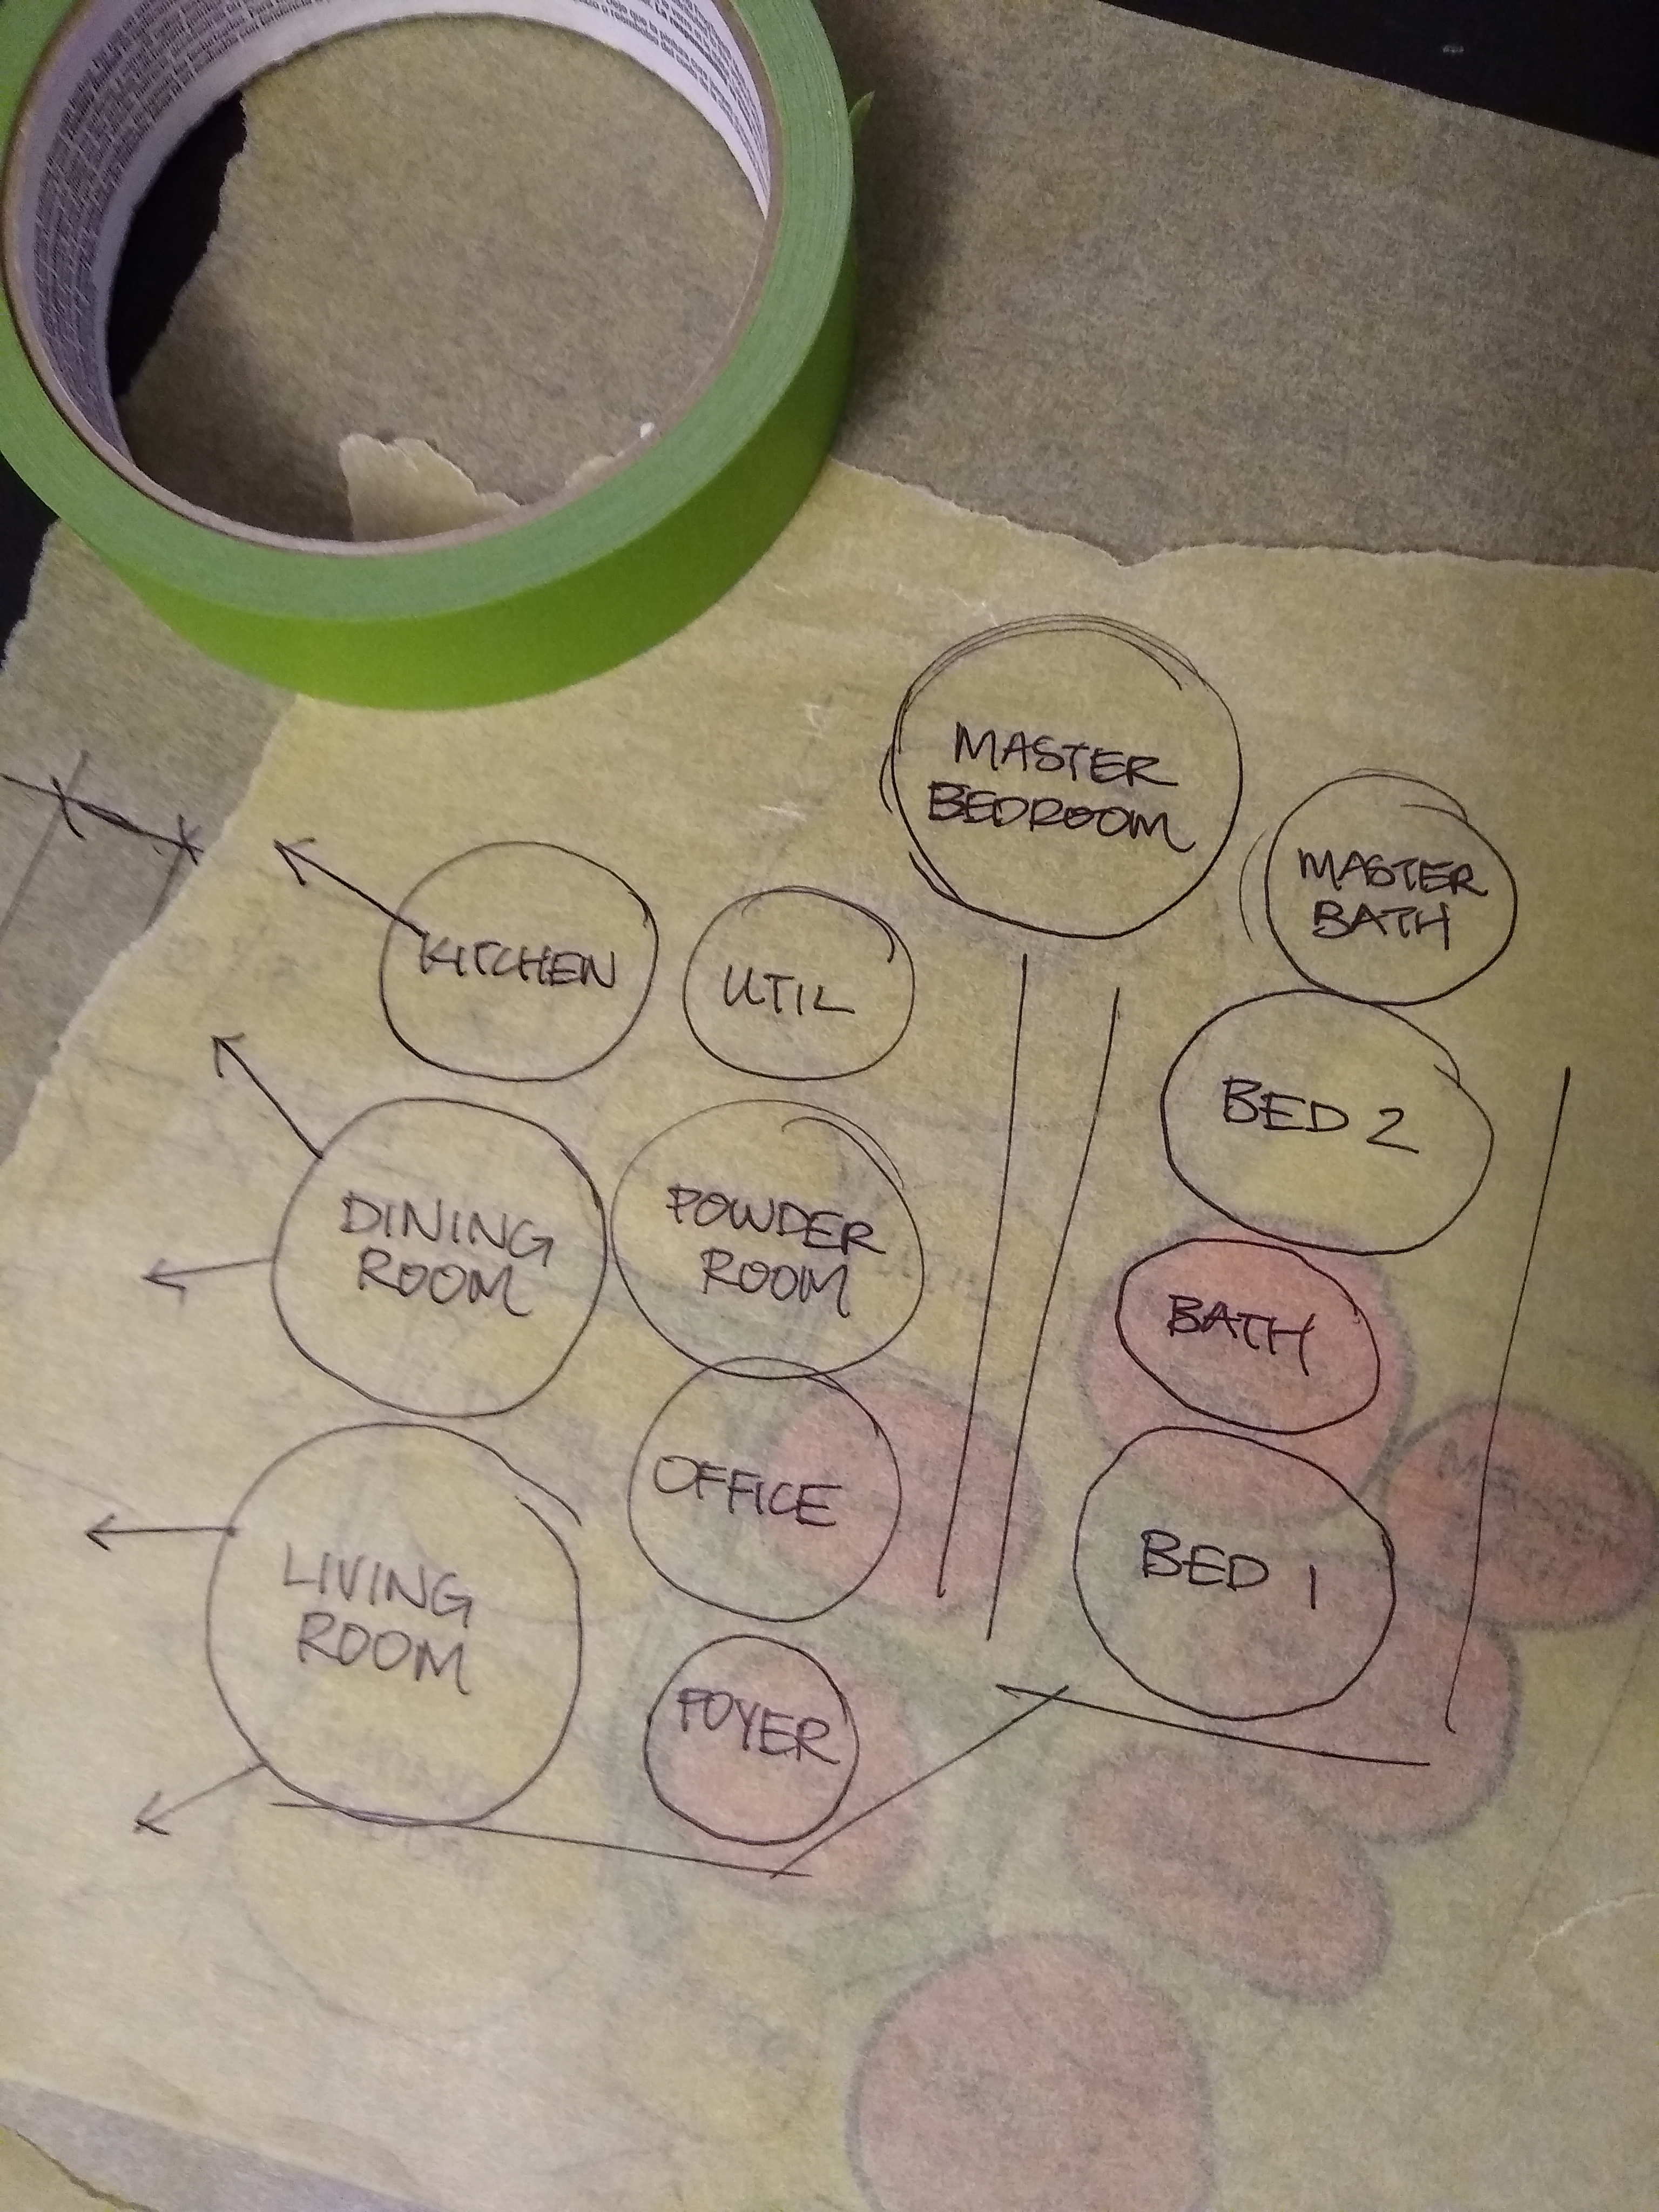 MASTER
BEDROOM
MASTER
BATH
KITCHEN
UTIL
BED 2
DINING
ROOM
POWDER
ROOM
BATH
OFFICE
BED 1
LIVING
ROOM
FOYER